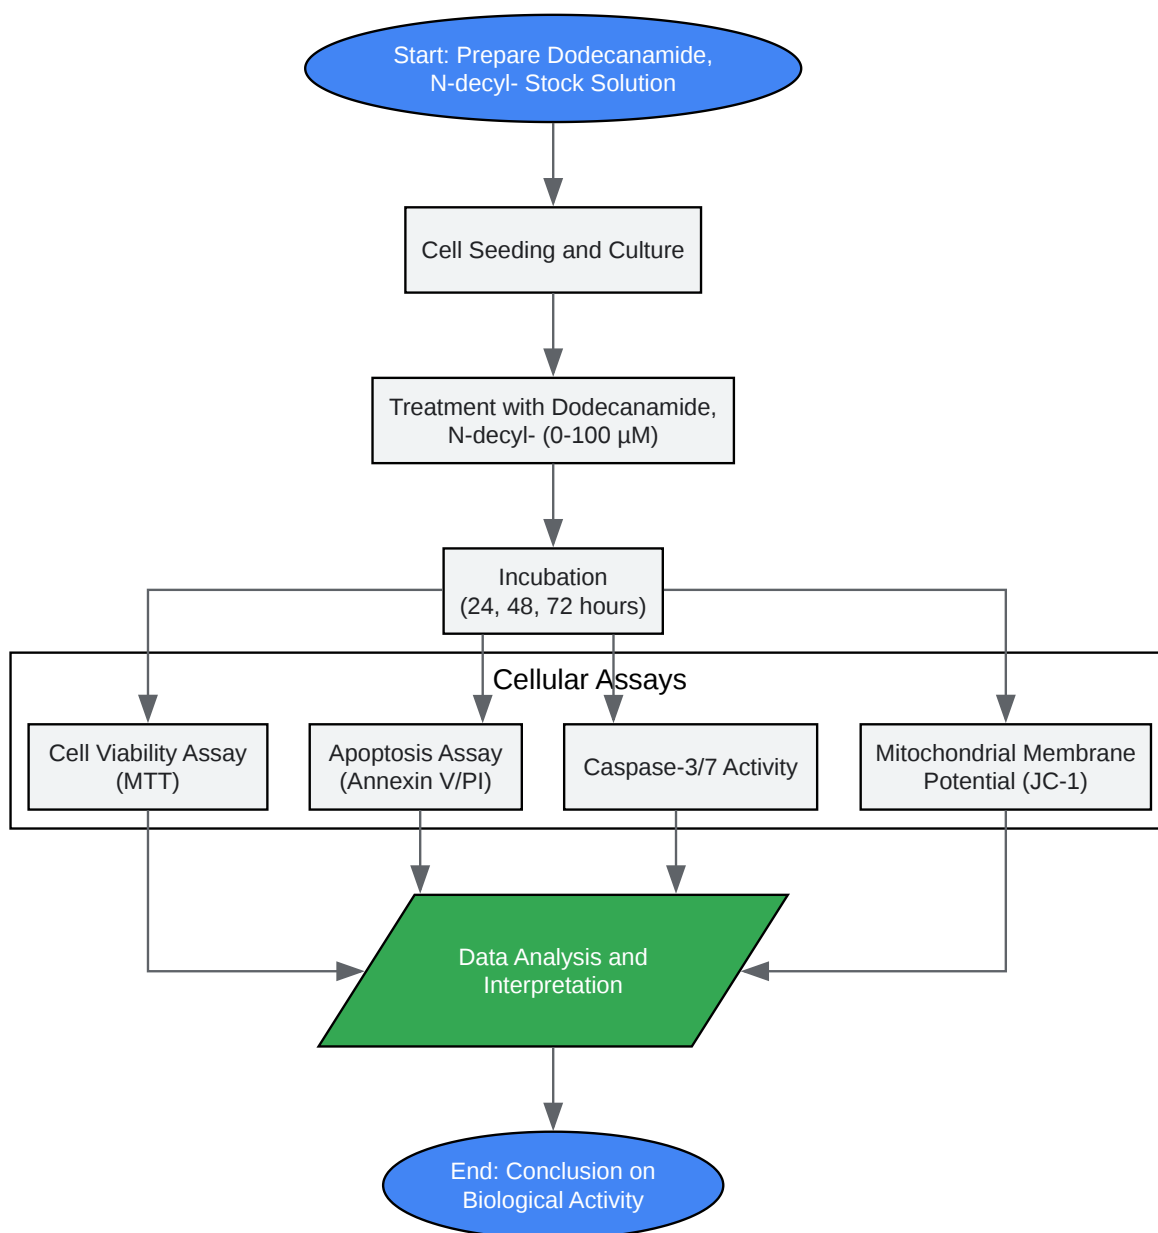 Start: Prepare Dodecanamide,
N-decyl- Stock Solution
Cell Seeding and Culture
Treatment with Dodecanamide,
N-decyl- (0-100 µM)
Incubation
(24, 48, 72 hours)
Cellular Assays
Cell Viability Assay
(MTT)
Apoptosis Assay
(Annexin V/PI)
Caspase-3/7 Activity
Mitochondrial Membrane
Potential (JC-1)
Data Analysis and
Interpretation
End: Conclusion on
Biological Activity